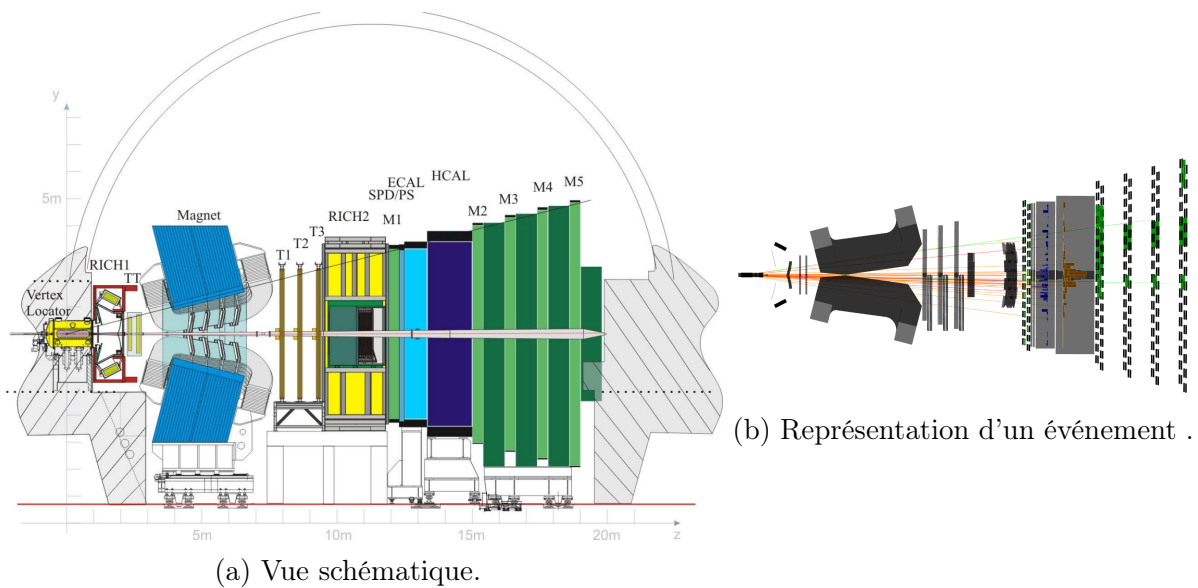 y
5m
Magnet
RICH1
TT
Vertex
Locator
T1
T2
T3
RICH2
SPD/PS
M1
ECAL
HCAL
M2
M3
M4
M5
5m
10m
15m
20m
z
(a) Vue schématique.
(b) Représentation d'un événement .